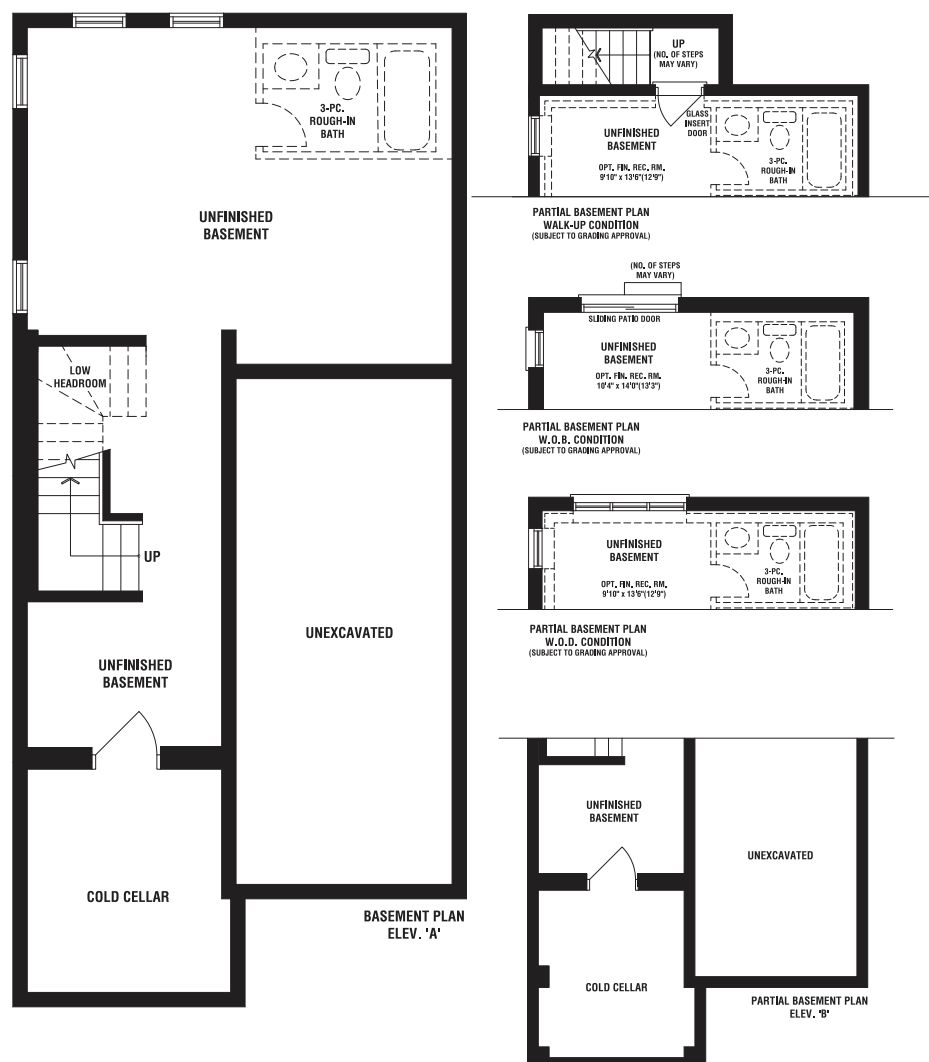 3-PC.
ROUGH-IN
BATH
UNFINISHED
BASEMENT
LOW
HEADROOM
UP
UNEXCAVATED
UNFINISHED
BASEMENT
COLD CELLAR
BASEMENT PLAN
ELEV. 'A'
UP
(NO. OF STEPS
MAY VARY)
GLASS
INSERT
DOOR
UNFINISHED
BASEMENT
OPT. FIN. REC. RM.
9'10" x 13'6"(12'9")
3-PC.
ROUGH-IN
BATH
PARTIAL BASEMENT PLAN
WALK-UP CONDITION
(SUBJECT TO GRADING APPROVAL)
(NO. OF STEPS
MAY VARY)
SLIDING PATIO DOOR
UNFINISHED
BASEMENT
OPT. FIN. REC. RM.
10'4" x 14'0"(13'3")
3-PC.
ROUGH-IN
BATH
PARTIAL BASEMENT PLAN
W.O.B. CONDITION
(SUBJECT TO GRADING APPROVAL)
UNFINISHED
BASEMENT
OPT. FIN. REC. RM.
9'10" x 13'6"(12'9")
3-PC.
ROUGH-IN
BATH
PARTIAL BASEMENT PLAN
W.O.D. CONDITION
(SUBJECT TO GRADING APPROVAL)
UNFINISHED
BASEMENT
UNEXCAVATED
COLD CELLAR
PARTIAL BASEMENT PLAN
ELEV. 'B'